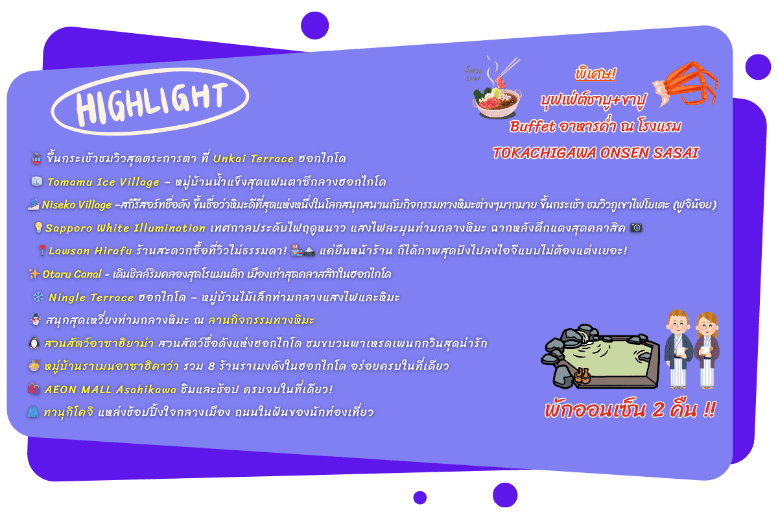 HIGHLIGHT
พิเศษ!
บุฟเฟ่ต์ชาบู+ขาปู
Buffet อาหารค่ำ ณ โรงแรม
TOKACHIGAWA ONSEN SASAI
🚡 ขึ้นกระเช้าชมวิวสุดตระการตา ที่ Unkai Terrace ฮอกไกโด
🧊 Tomamu Ice Village – หมู่บ้านน้ำแข็งสุดแฟนตาซีกลางฮอกไกโด
🎿 Niseko Village –สกีรีสอร์ทชื่อดัง ขึ้นชื่อว่าหิมะดีที่สุดแห่งหนึ่งในโลกสนุกสนานกับกิจกรรมทางหิมะต่างๆมากมาย ขึ้นกระเช้า ชมวิวภูเขาไฟโยเตะ (ฟูจิน้อย)
💡Sapporo White Illumination เทศกาลประดับไฟฤดูหนาว แสงไฟละมุนท่ามกลางหิมะ ฉากหลังตึกแดงสุดคลาสิค 📷
📍Lawson Hirafu ร้านสะดวกซื้อที่วิวไม่ธรรมดา! 🏪🗻 แค่ยืนหน้าร้าน ก็ได้ภาพสุดปังไปลงไอจีแบบไม่ต้องแต่งเยอะ!
✨ Otaru Canal - เดินชิลล์ริมคลองสุดโรแมนติก เมืองเก่าสุดคลาสสิกในฮอกไกโด
❄️ Ningle Terrace ฮอกไกโด – หมู่บ้านไม้เล็กท่ามกลางแสงไฟและหิมะ
⛄ สนุกสุดเหวี่ยงท่ามกลางหิมะ ณ ลานกิจกรรมทางหิมะ
🐧 สวนสัตว์อาซาฮิยาม่า สวนสัตว์ชื่อดังแห่งฮอกไกโด ชมขบวนพาเหรดเพนกกวินสุดน่ารัก
🍜 หมู่บ้านราเมนอาซาฮิคาว่า รวม 8 ร้านราเมงดังในฮอกไกโด อร่อยครบในที่เดียว
🛍️ AEON MALL Asahikawa ชิมและช้อป ครบจบในที่เดียว!
👘 ทานุกิโคจิ แหล่งช้อปปิ้งใจกลางเมือง ถนนในฝันของนักท่องเที่ยว
พักออนเซ็น 2 คืน !!